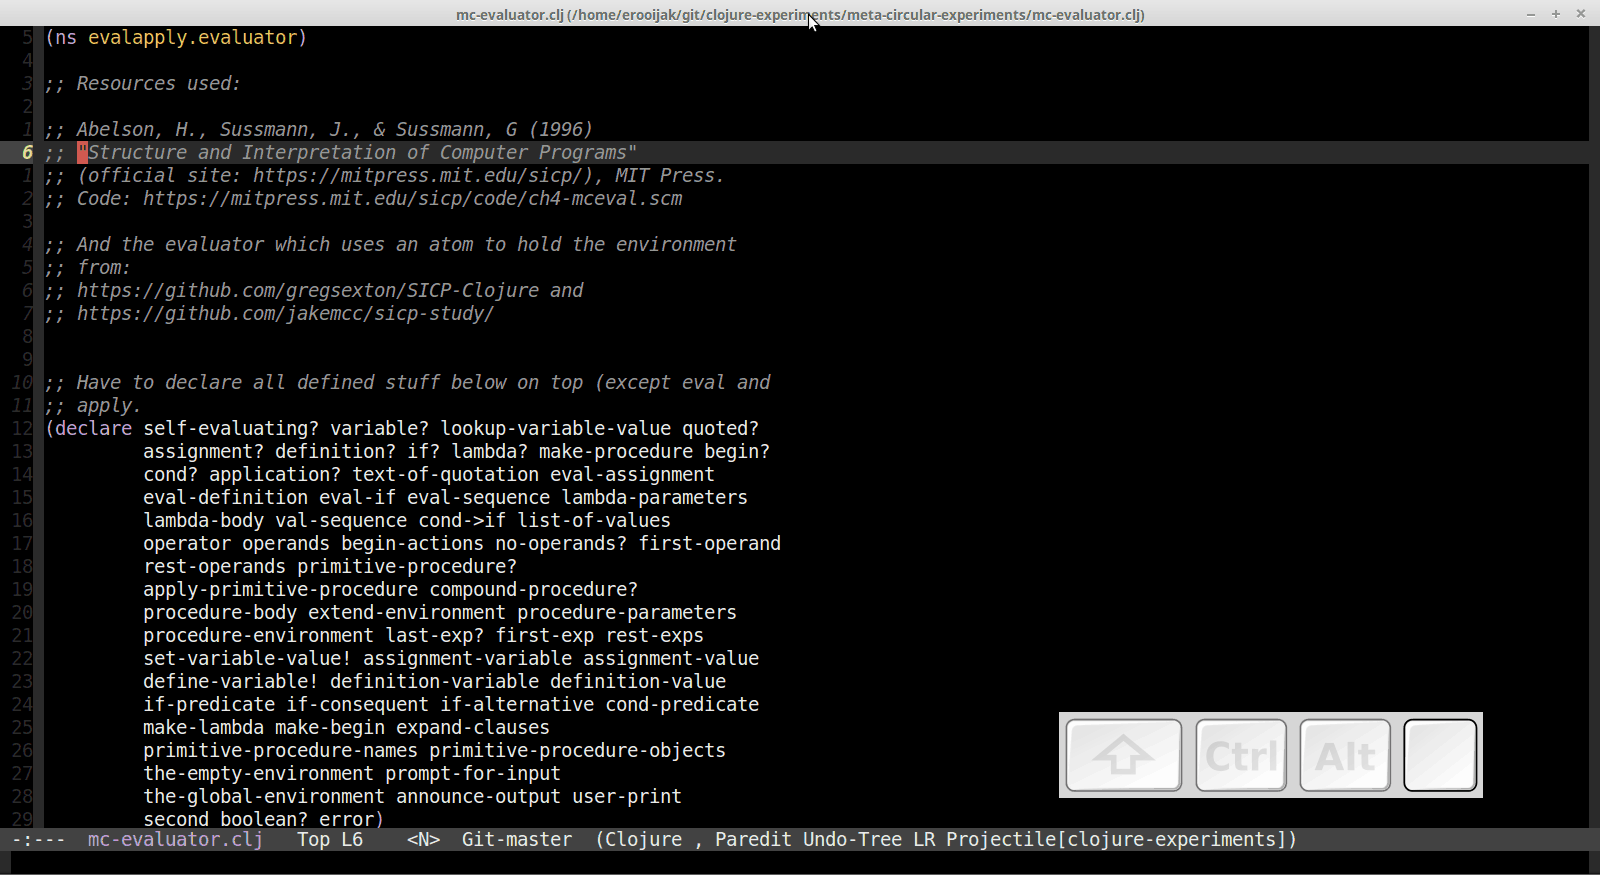 mc-evaluator.clj (/home/erooijak/git/clojure-experiments/meta-circular-experiments/mc-evaluator.clj)
5 (ns evalapply.evaluator)
4
3 ;; Resources used:
2
1 ;; Abelson, H., Sussmann, J., & Sussmann, G (1996)
6 ;; "Structure and Interpretation of Computer Programs"
1 ;; (official site: https://mitpress.mit.edu/sicp/), MIT Press.
2 ;; Code: https://mitpress.mit.edu/sicp/code/ch4-mceval.scm
3
4 ;; And the evaluator which uses an atom to hold the environment
5 ;; from:
6 ;; https://github.com/gregsexton/SICP-Clojure and
7 ;; https://github.com/jakemcc/sicp-study/
8
9
10 ;; Have to declare all defined stuff below on top (except eval and
11 ;; apply.
12 (declare self-evaluating? variable? lookup-variable-value quoted?
13 assignment? definition? if? lambda? make-procedure begin?
14 cond? application? text-of-quotation eval-assignment
15 eval-definition eval-if eval-sequence lambda-parameters
16 lambda-body val-sequence cond->if list-of-values
17 operator operands begin-actions no-operands? first-operand
18 rest-operands primitive-procedure?
19 apply-primitive-procedure compound-procedure?
20 procedure-body extend-environment procedure-parameters
21 procedure-environment last-exp? first-exp rest-exps
22 set-variable-value! assignment-variable assignment-value
23 define-variable! definition-variable definition-value
24 if-predicate if-consequent if-alternative cond-predicate
25 make-lambda make-begin expand-clauses
26 primitive-procedure-names primitive-procedure-objects
27 the-empty-environment prompt-for-input
28 the-global-environment announce-output user-print
29 second boolean? error)
Ctrl Alt
-:--- mc-evaluator.clj Top L6 <N> Git-master (Clojure , Paredit Undo-Tree LR Projectile[clojure-experiments])